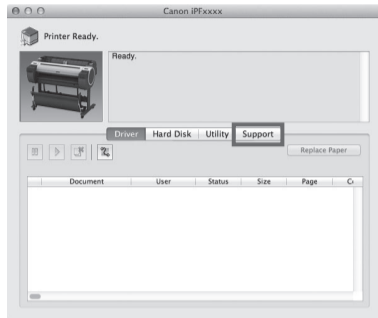 Canon iPFxxxx
Printer Ready.
Ready.
Driver Hard Disk Utility Support
Replace Paper
Document User Status Size Page